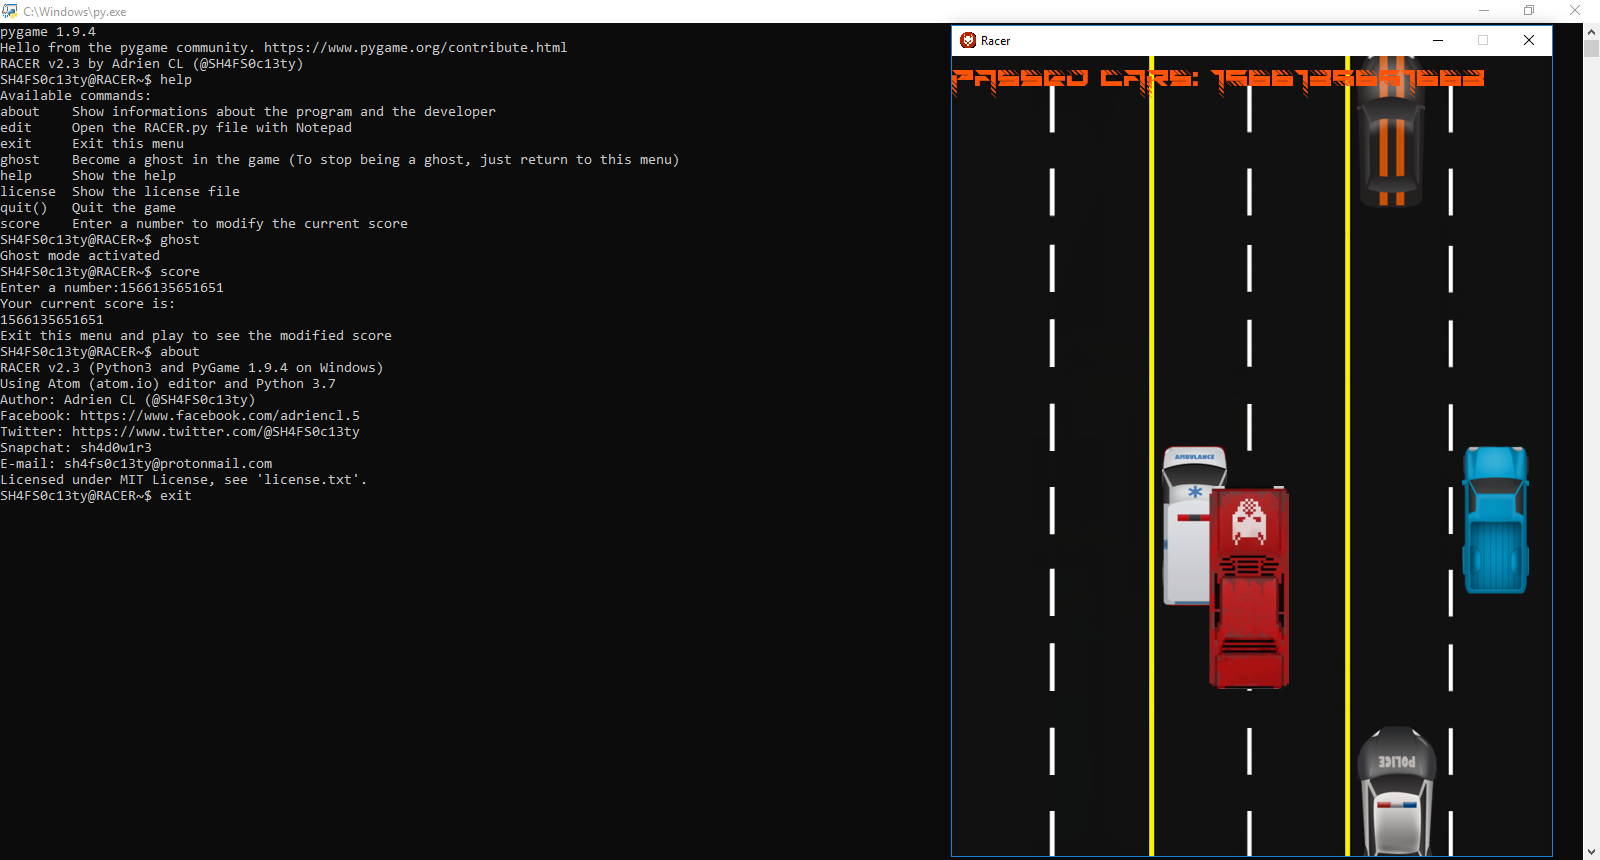 C:\Windows\py.exe
pygame 1.9.4
Hello from the pygame community. https://www.pygame.org/contribute.html
RACER v2.3 by Adrien CL (@SH4FS0c13ty)
SH4FS0c13ty@RACER~$ help
Available commands:
about    Show informations about the program and the developer
edit     Open the RACER.py file with Notepad
exit     Exit this menu
ghost    Become a ghost in the game (To stop being a ghost, just return to this menu)
help     Show the help
license  Show the license file
quit()   Quit the game
score    Enter a number to modify the current score
SH4FS0c13ty@RACER~$ ghost
Ghost mode activated
SH4FS0c13ty@RACER~$ score
Enter a number:1566135651651
Your current score is:
1566135651651
Exit this menu and play to see the modified score
SH4FS0c13ty@RACER~$ about
RACER v2.3 (Python3 and PyGame 1.9.4 on Windows)
Using Atom (atom.io) editor and Python 3.7
Author: Adrien CL (@SH4FS0c13ty)
Facebook: https://www.facebook.com/adriencl.5
Twitter: https://www.twitter.com/@SH4FS0c13ty
Snapchat: sh4d0w1r3
E-mail: sh4fs0c13ty@protonmail.com
Licensed under MIT License, see 'license.txt'.
SH4FS0c13ty@RACER~$ exit
Racer
PASSED CARS:
AMBULANCE
POLICE